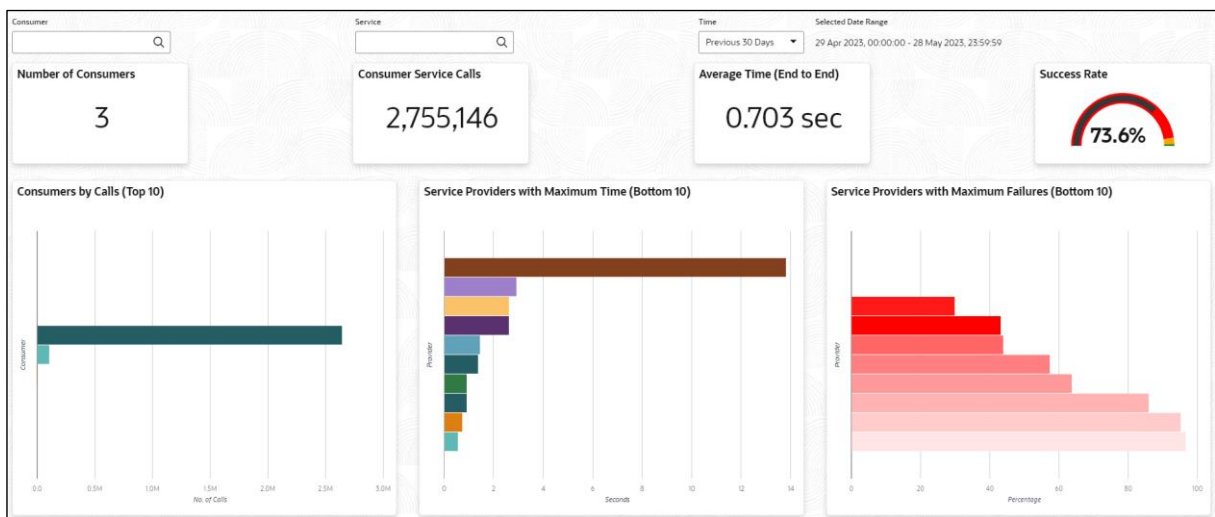 Consumer Service Time Selected Date Range
Previous 30 Days 29 Apr 2023, 00:00:00 - 28 May 2023, 23:59:59
Number of Consumers Consumer Service Calls Average Time (End to End) Success Rate
3 2,755,146 0.703 sec 73.6%
Consumers by Calls (Top 10)
Consumer
0.0 0.5M 1.0M 1.5M 2.0M 2.5M 3.0M
No. of Calls
Service Providers with Maximum Time (Bottom 10)
Provider
0 2 4 6 8 10 12 14
Seconds
Service Providers with Maximum Failures (Bottom 10)
Provider
0 20 40 60 80 100
Percentage